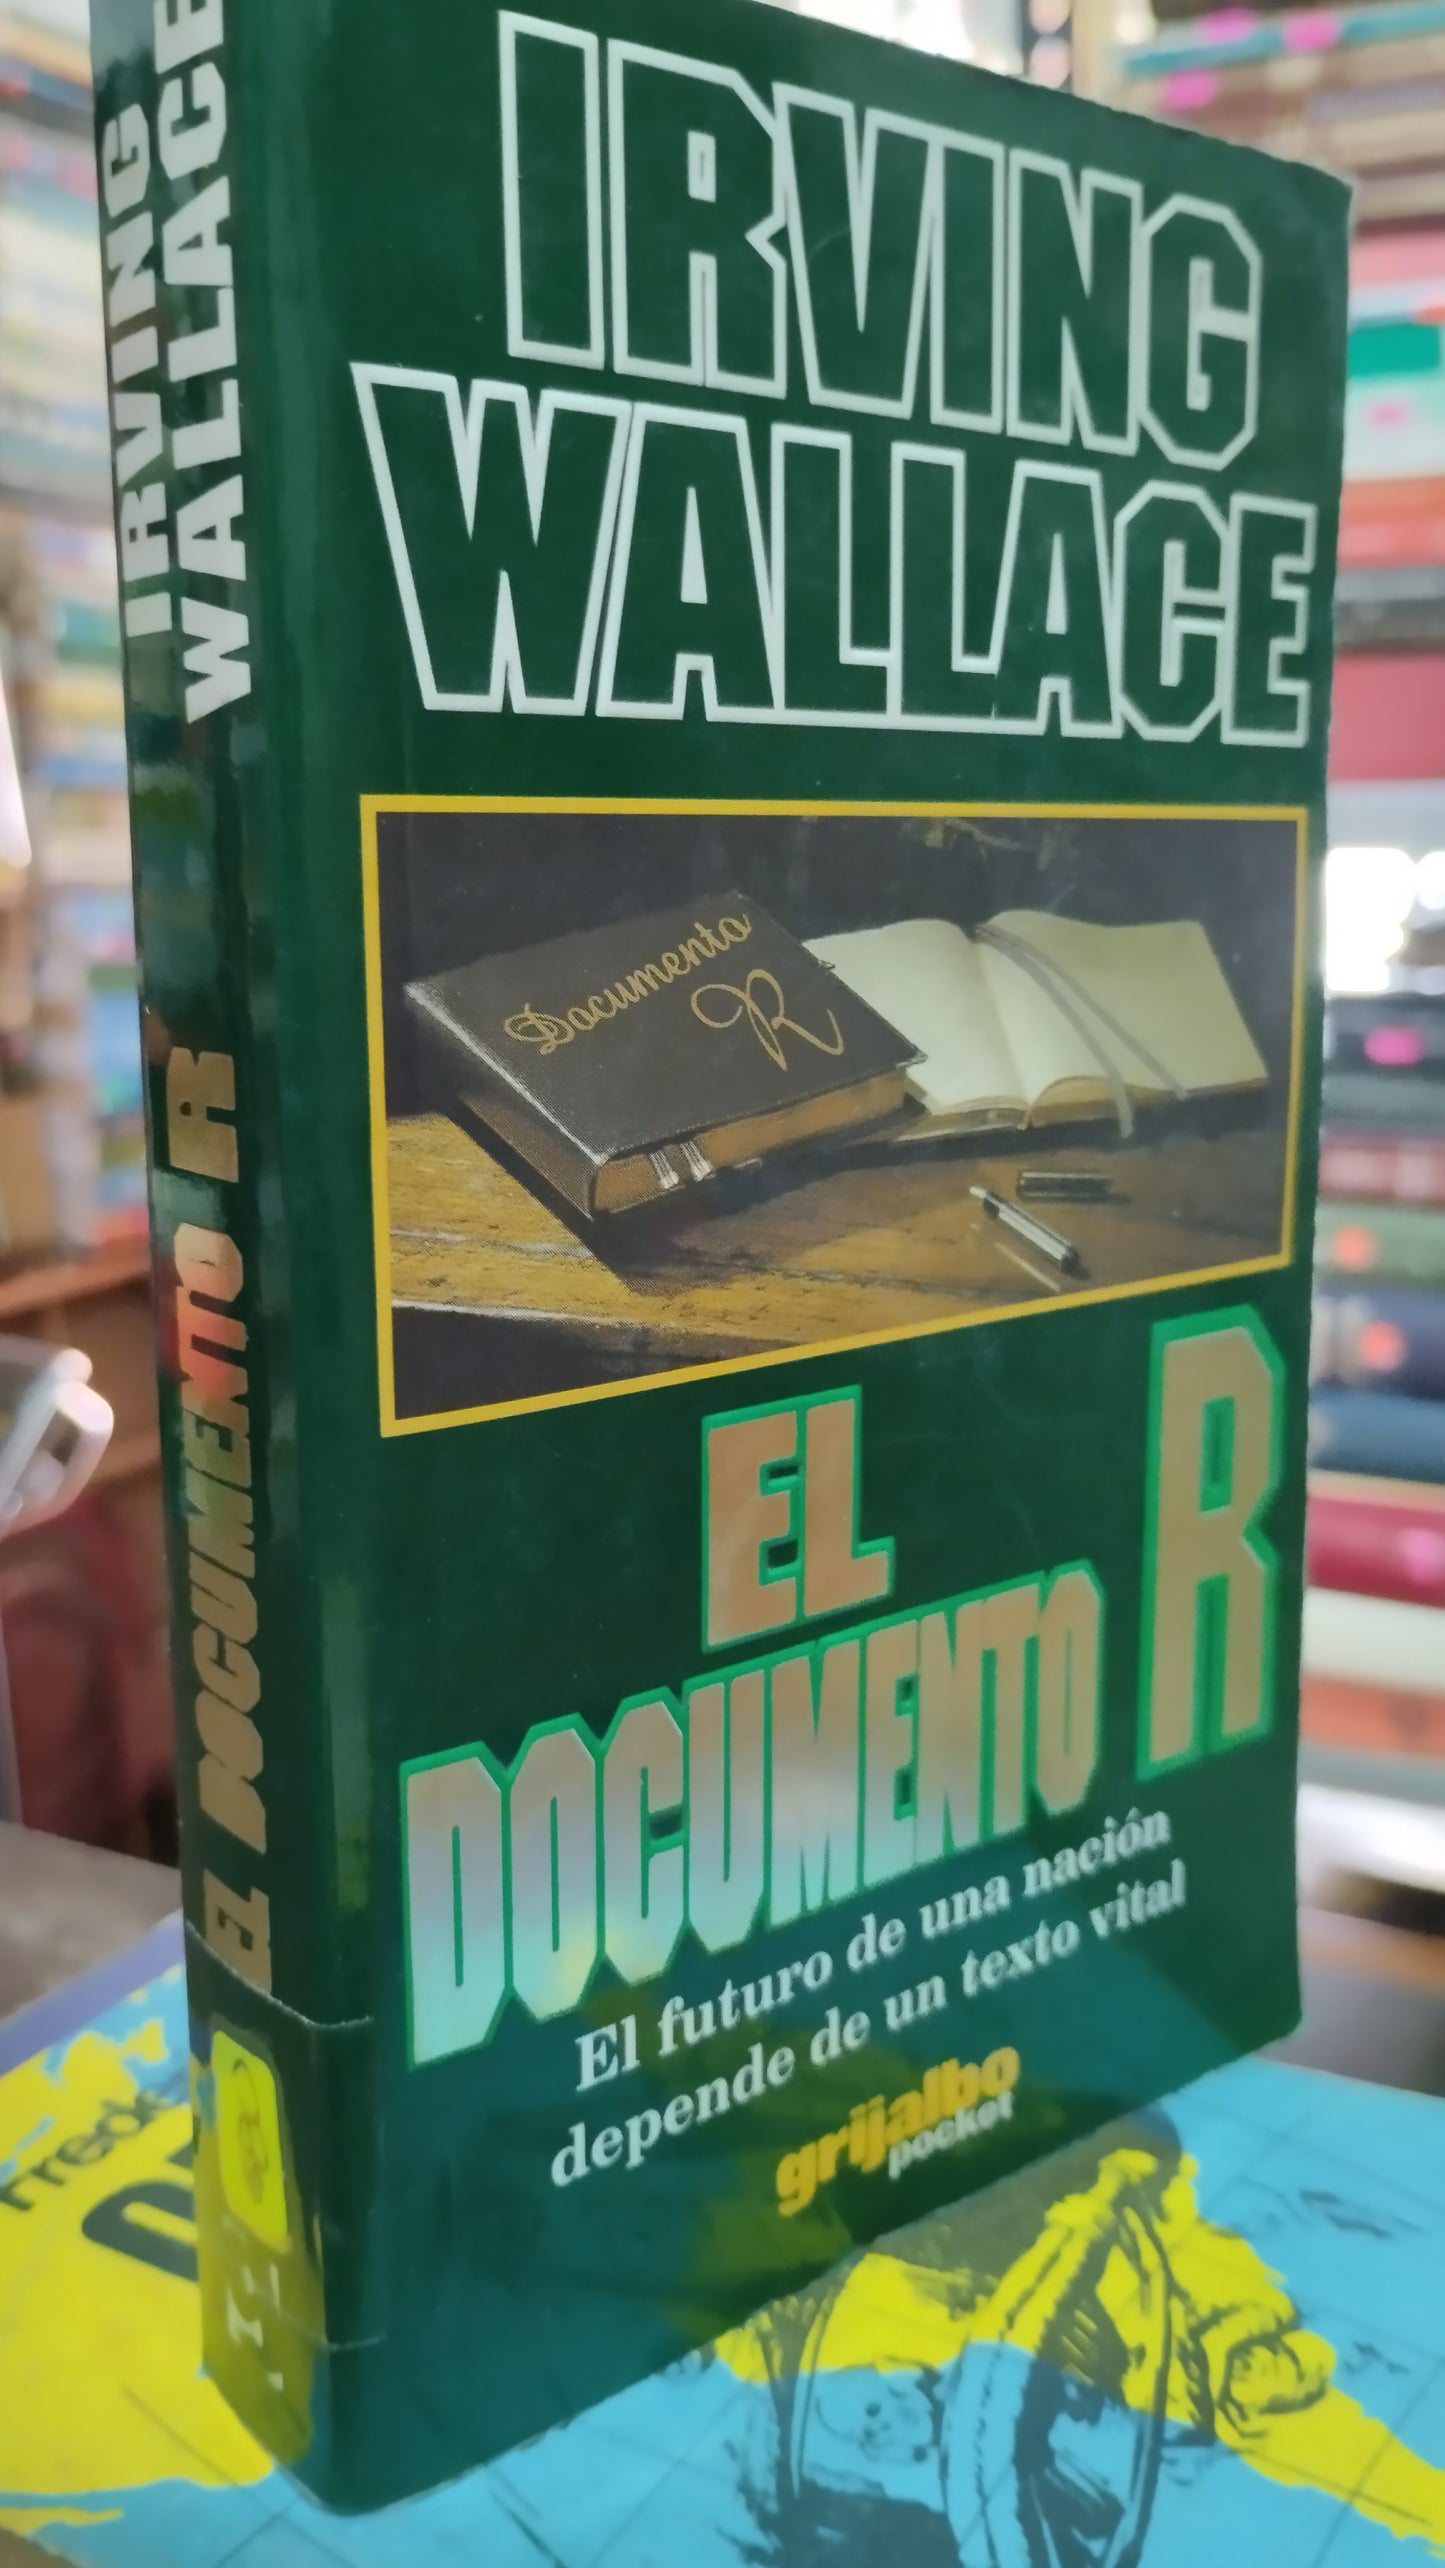 IRVING
WALLACE
IRVING
WALLACE
Documento
R
EL DOCUMENTO R
EL
DOCUMENTO R
El futuro de una nación
depende de un texto vital
grijalbo
pocket